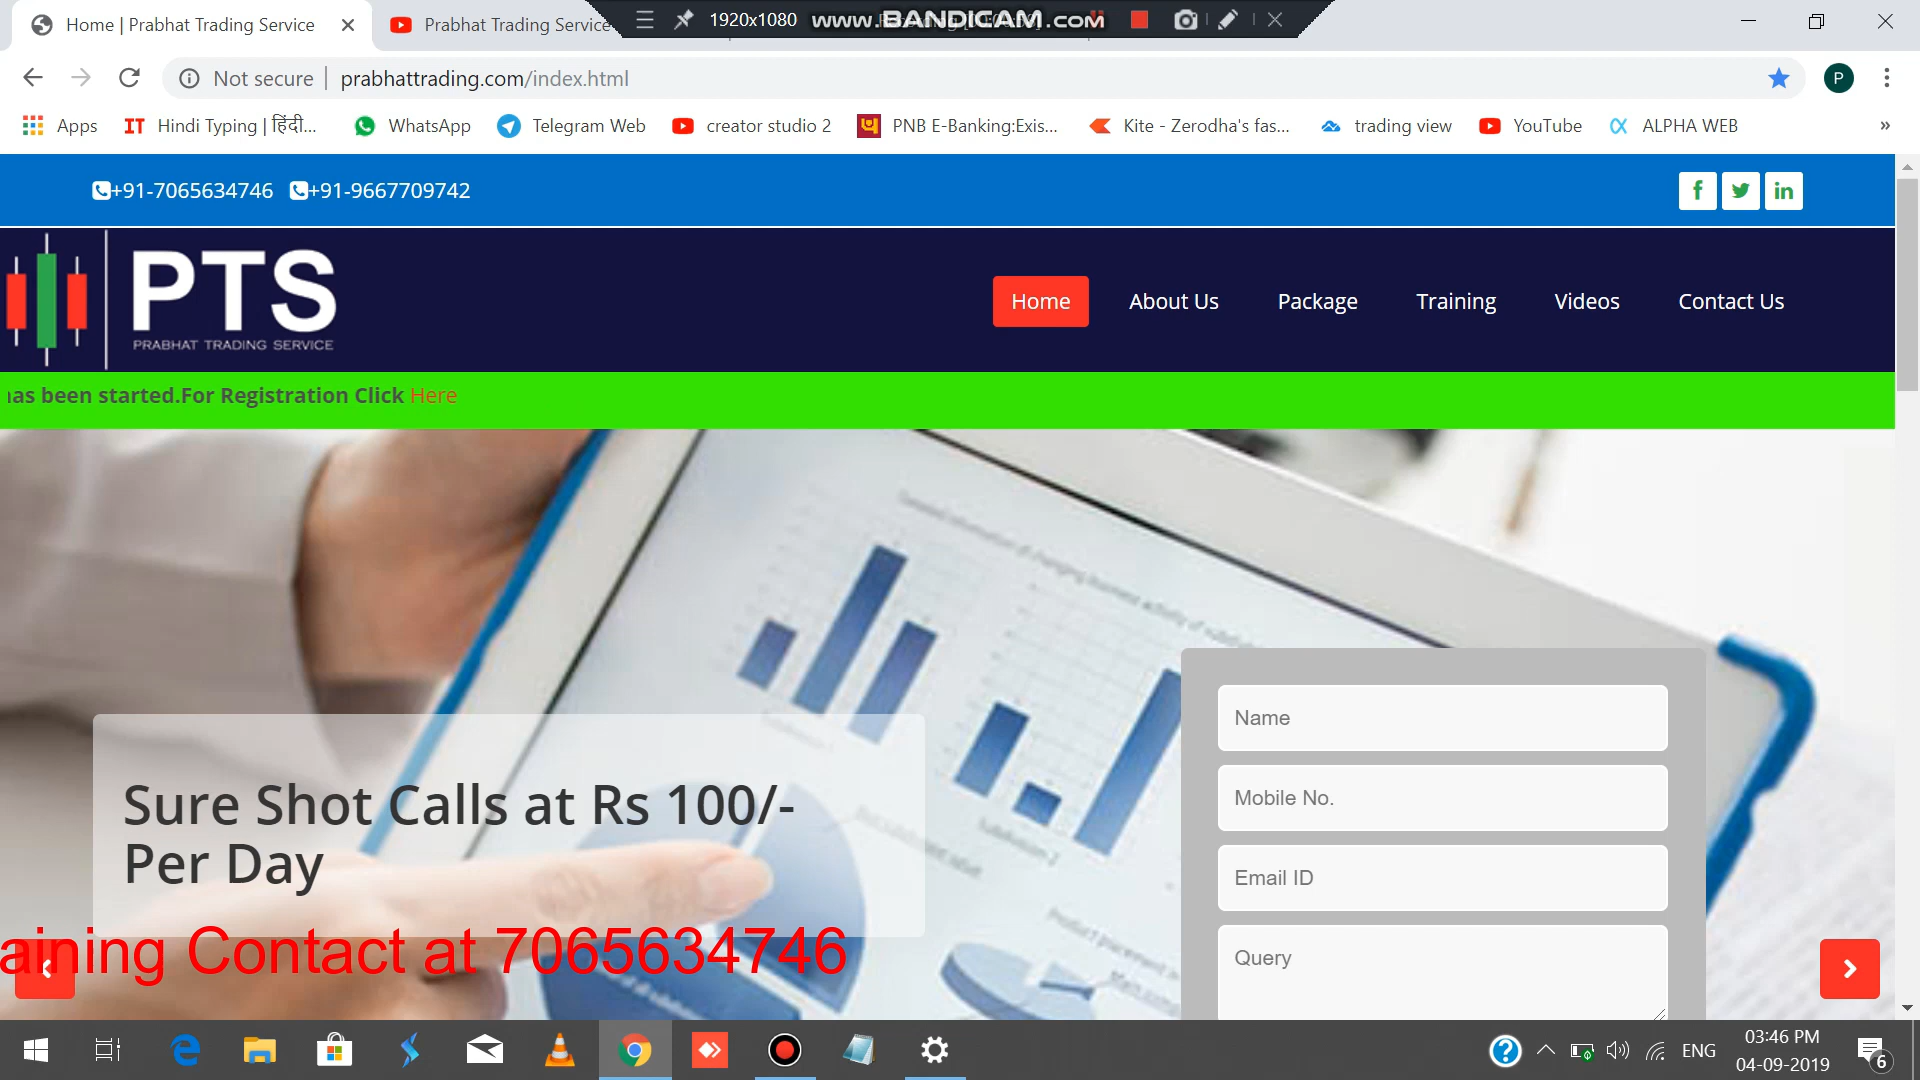 Home | Prabhat Trading Service
Prabhat Trading Service
1920x1080
www.BANDICAM.com
Not secure
prabhattrading.com/index.html
P
Apps
IT
Hindi Typing | हिंदी...
WhatsApp
Telegram Web
creator studio 2
PNB E-Banking:Exis...
Kite - Zerodha's fas...
trading view
YouTube
ALPHA WEB
»
+91-7065634746
+91-9667709742
PTS
PRABHAT TRADING SERVICE
Home
About Us
Package
Training
Videos
Contact Us
has been started.For Registration Click Here
Sure Shot Calls at Rs 100/-
Per Day
Name
Mobile No.
Email ID
Query
aining Contact at 7065634746
ENG
03:46 PM
04-09-2019
6